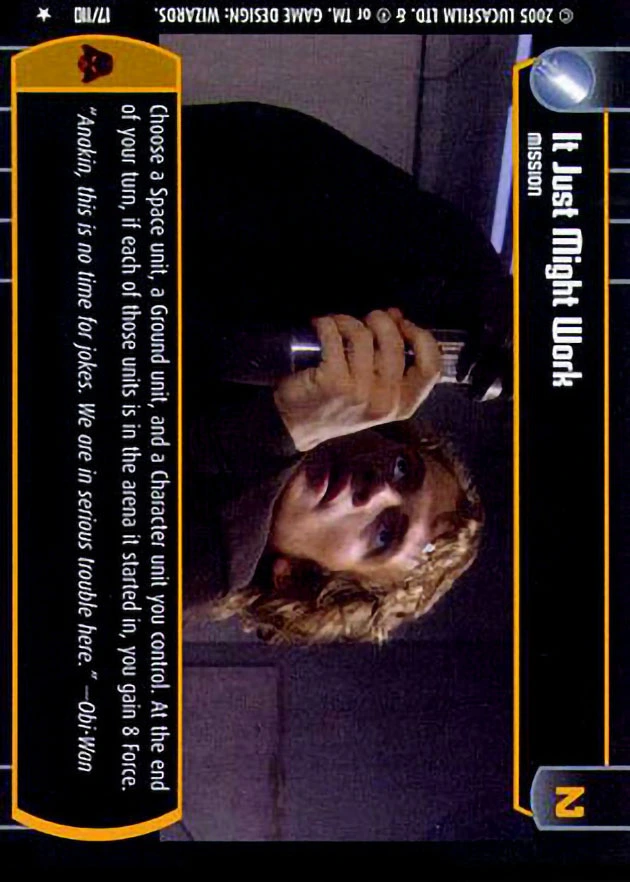 It Just Might Work
MISSION
2
Choose a Space unit, a Ground unit, and a Character unit you control. At the end
of your turn, if each of those units is in the arena it started in, you gain 8 Force.
"Anakin, this is no time for jokes. We are in serious trouble here." —Obi-Wan
© 2005 LUCASFILM LTD. & ® or TM. GAME DESIGN: WIZARDS.
17/110 ★